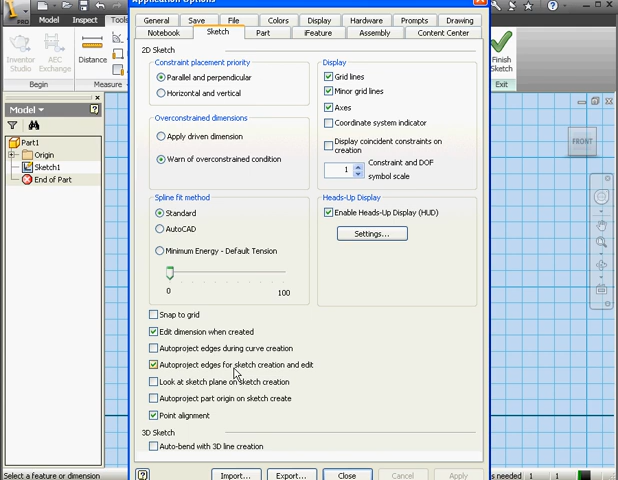 Application Options
PRO
Model
Inspect
Tools
Inventor Studio
AEC Exchange
Distance
Finish Sketch
Begin
Measure
Exit
General
Save
File
Colors
Display
Hardware
Prompts
Drawing
Notebook
Sketch
Part
iFeature
Assembly
Content Center
2D Sketch
Constraint placement priority
Parallel and perpendicular
Horizontal and vertical
Overconstrained dimensions
Apply driven dimension
Warn of overconstrained condition
Spline fit method
Standard
AutoCAD
Minimum Energy - Default Tension
0
100
Display
Grid lines
Minor grid lines
Axes
Coordinate system indicator
Display coincident constraints on
creation
1
Constraint and DOF
symbol scale
Heads-Up Display
Enable Heads-Up Display (HUD)
Settings...
Snap to grid
Edit dimension when created
Autoproject edges during curve creation
Autoproject edges for sketch creation and edit
Look at sketch plane on sketch creation
Autoproject part origin on sketch create
Point alignment
3D Sketch
Auto-bend with 3D line creation
Import...
Export...
Close
Cancel
Apply
Model
Part1
Origin
Sketch1
End of Part
FRONT
Select a feature or dimension
s needed
1
1